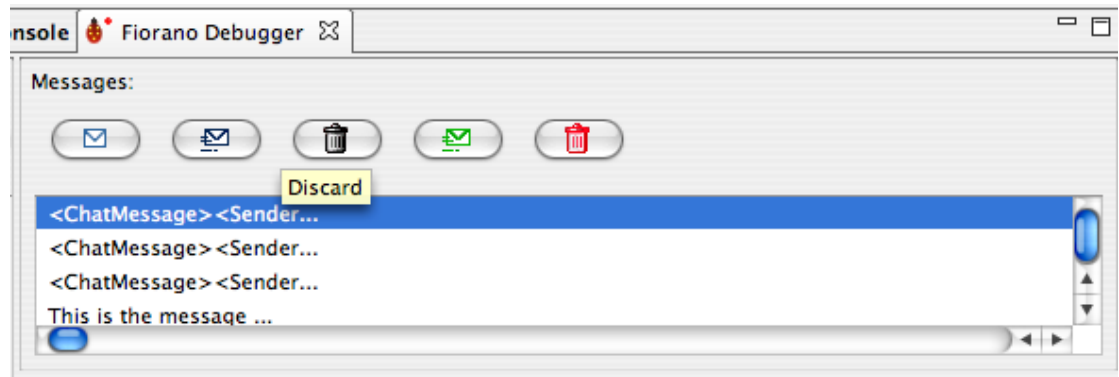 nsole Fiorano Debugger
Messages:
Discard
<ChatMessage><Sender...
<ChatMessage><Sender...
<ChatMessage><Sender...
This is the message ...